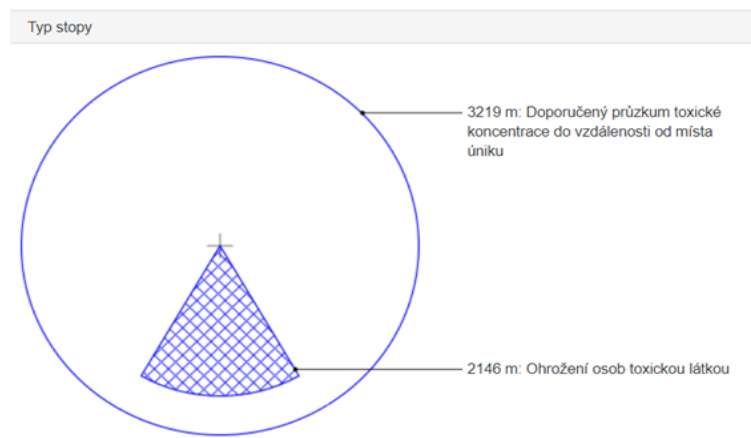 Typ stopy
3219 m: Doporučený průzkum toxické
koncentrace do vzdálenosti od místa
úniku
2146 m: Ohrožení osob toxickou látkou